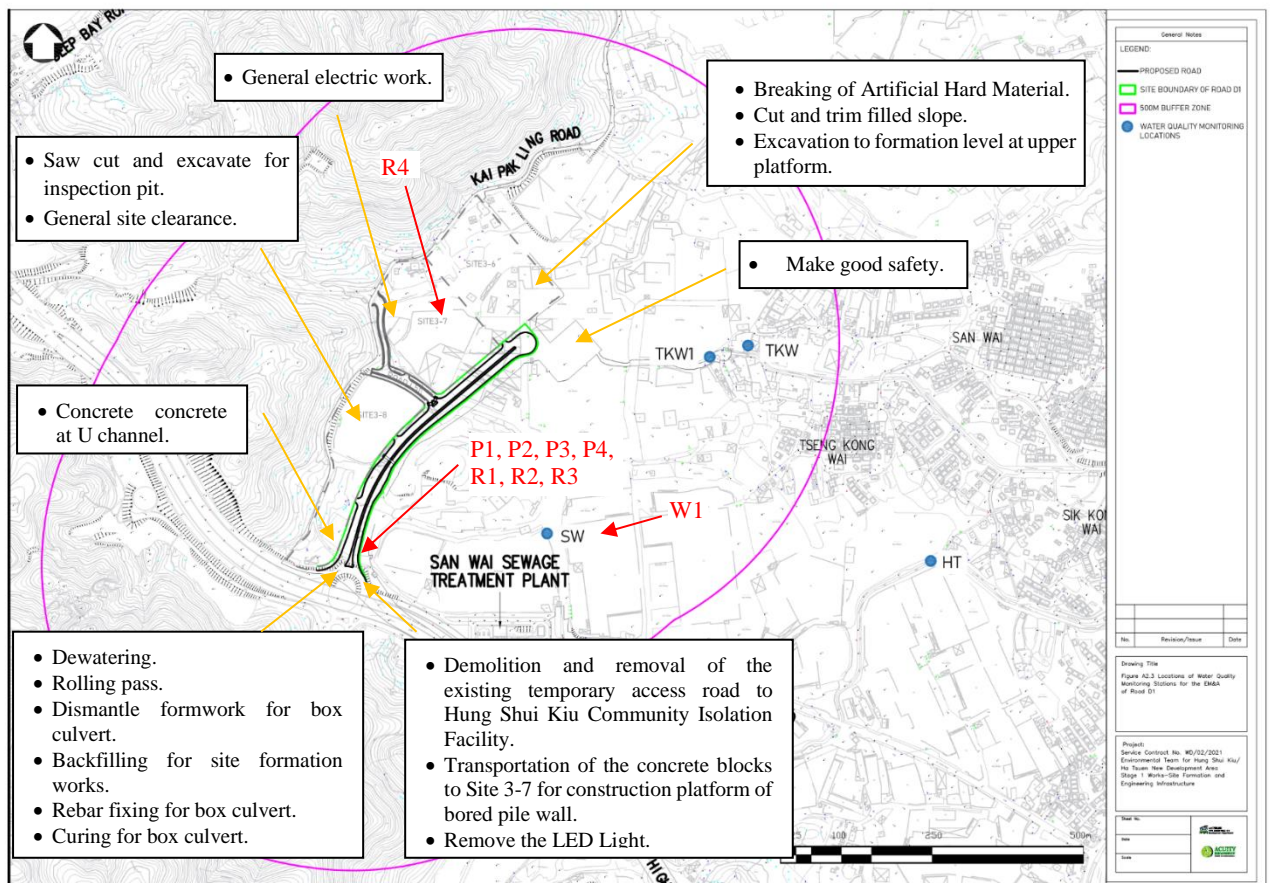 DEEP BAY RO
• General electric work.
• Breaking of Artificial Hard Material.
• Cut and trim filled slope.
• Excavation to formation level at upper
platform.
• Saw cut and excavate for
inspection pit.
• General site clearance.
R4
KAI PAK LING ROAD
• Make good safety.
SITE3-6
SITE3-7
SITE3-8
TKW1
TKW
SAN WAI
• Concrete concrete
at U channel.
P1, P2, P3, P4,
R1, R2, R3
TSENG KONG
WAI
W1
SW
SIK KO
WAI
HT
SAN WAI SEWAGE
TREATMENT PLANT
• Dewatering.
• Rolling pass.
• Dismantle formwork for box
culvert.
• Backfilling for site formation
works.
• Rebar fixing for box culvert.
• Curing for box culvert.
• Demolition and removal of the
existing temporary access road to
Hung Shui Kiu Community Isolation
Facility.
• Transportation of the concrete blocks
to Site 3-7 for construction platform of
bored pile wall.
• Remove the LED Light.
100
250
500m
HIGH
General Notes
LEGEND:
PROPOSED ROAD
SITE BOUNDARY OF ROAD D1
500M BUFFER ZONE
WATER QUALITY MONITORING
LOCATIONS
No. Revision/Issue Date
Drawing Title
Figure A2.3 Locations of Water Quality
Monitoring Stations for the EM&A
of Road D1
Project:
Service Contract No. WD/02/2021
Environmental Team for Hung Shui Kiu/
Ha Tsuen New Development Area
Stage 1 Works-Site Formation and
Engineering Infrastructure
Sheet No.
Date
Scale
ACUITY